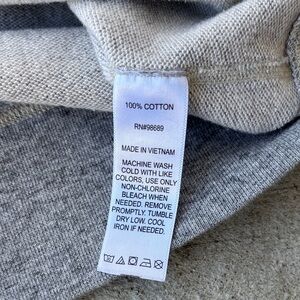 100% COTTON
RN#98689
MADE IN VIETNAM
MACHINE WASH
COLD WITH LIKE
COLORS, USE ONLY
NON-CHLORINE
BLEACH WHEN
NEEDED. REMOVE
PROMPTLY. TUMBLE
DRY LOW. COOL
IRON IF NEEDED.